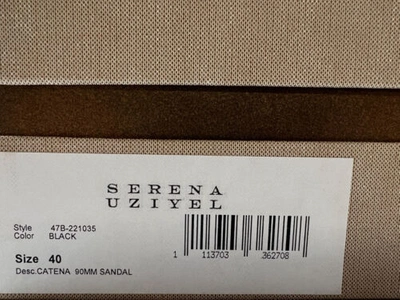 SERENA
UZIYEL
Style 47B-221035
Color BLACK
Size 40
Desc.CATENA 90MM SANDAL
1 113703 362708